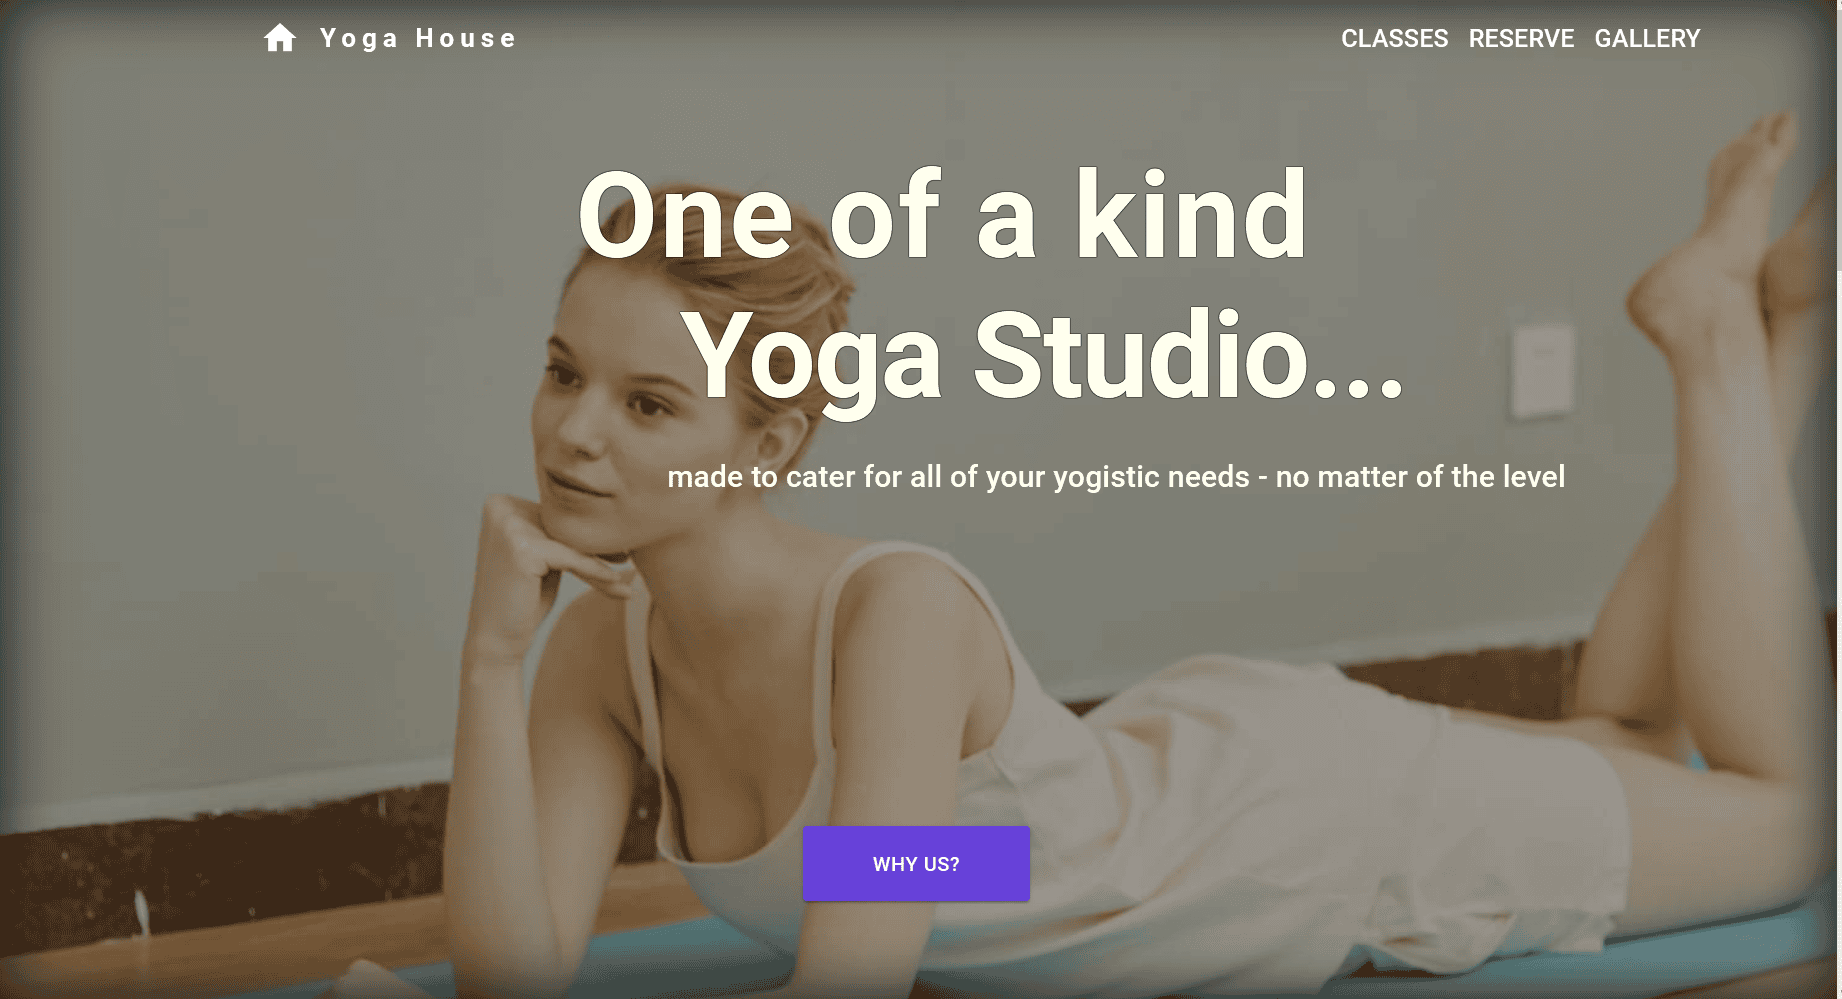 Yoga House
CLASSES RESERVE GALLERY
One of a kind
Yoga Studio...
made to cater for all of your yogistic needs - no matter of the level
WHY US?